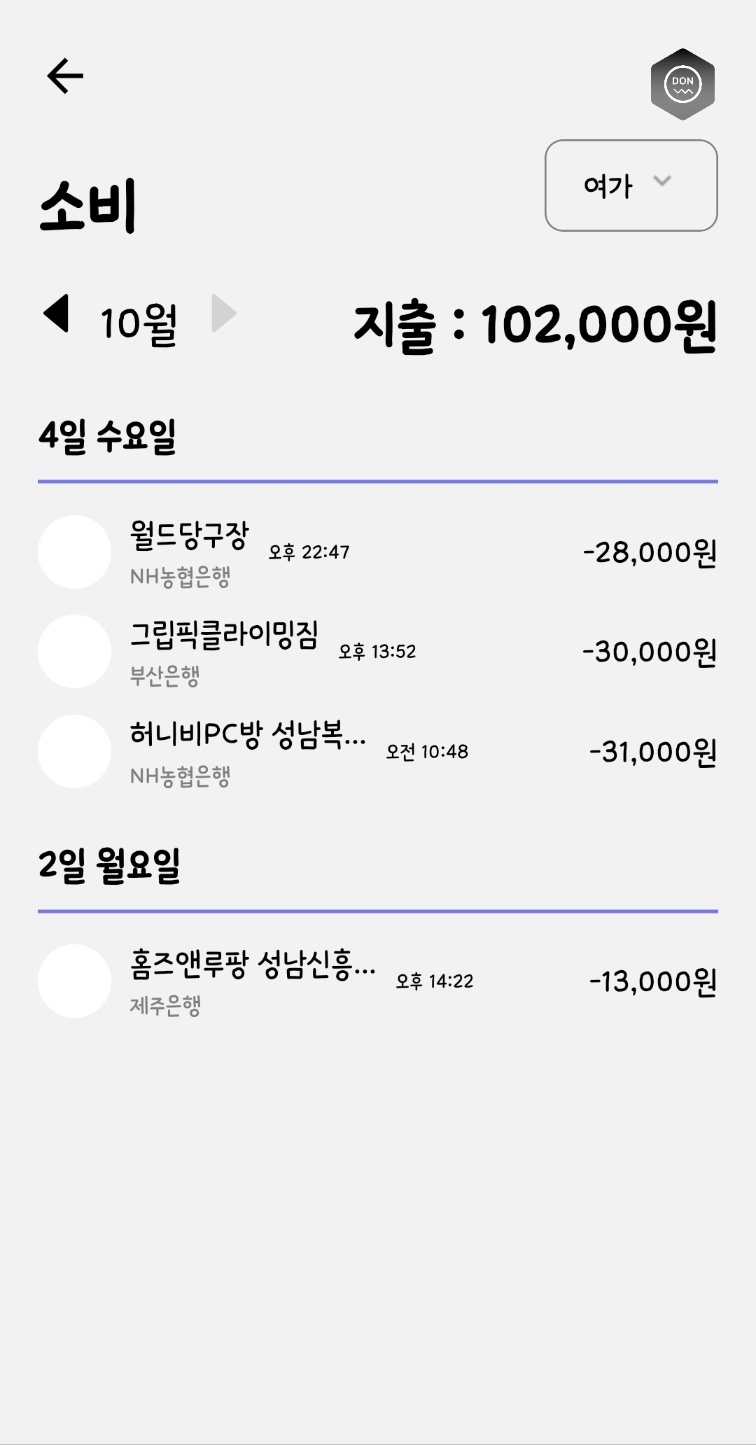 DON
여가
소비
10월
지출 : 102,000원
4일 수요일
월드당구장 오후 22:47 -28,000원
NH농협은행
그립픽클라이밍짐 오후 13:52 -30,000원
부산은행
허니비PC방 성남복... 오전 10:48 -31,000원
NH농협은행
2일 월요일
홈즈앤루팡 성남신흥... 오후 14:22 -13,000원
제주은행